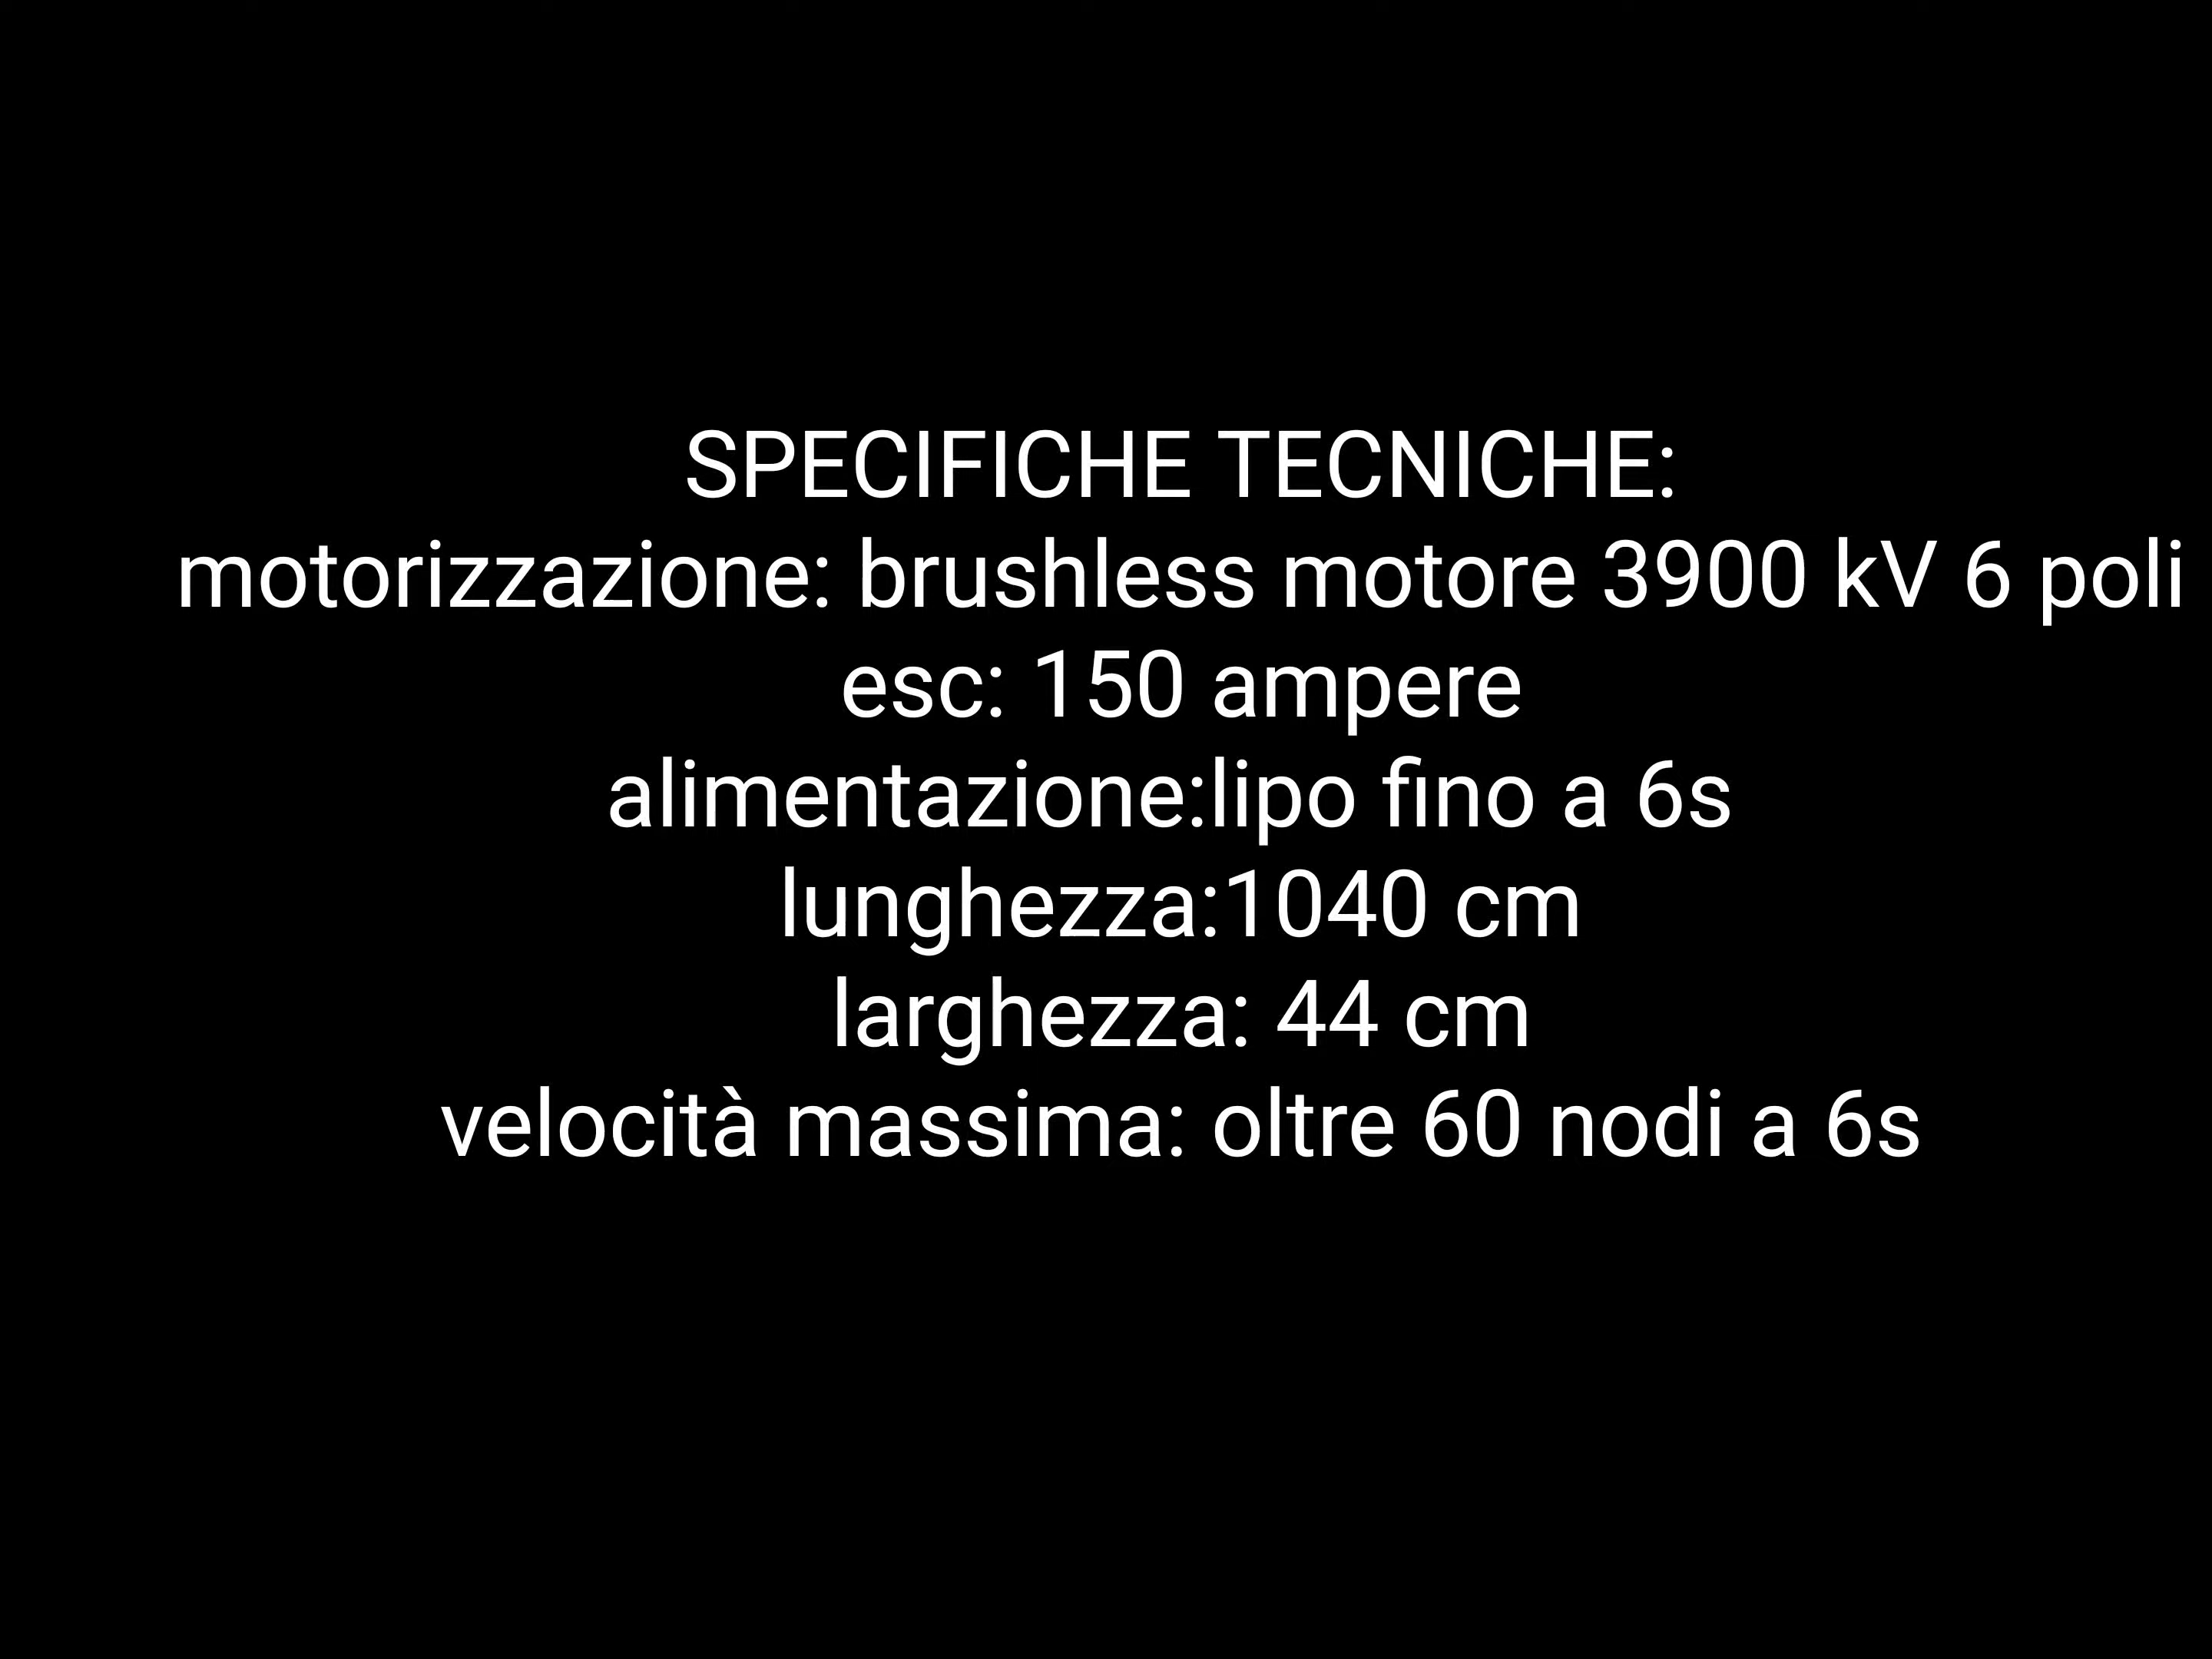 SPECIFICHE TECNICHE:
motorizzazione: brushless motore 3900 kV 6 poli
esc: 150 ampere
alimentazione:lipo fino a 6s
lunghezza:1040 cm
larghezza: 44 cm
velocità massima: oltre 60 nodi a 6s